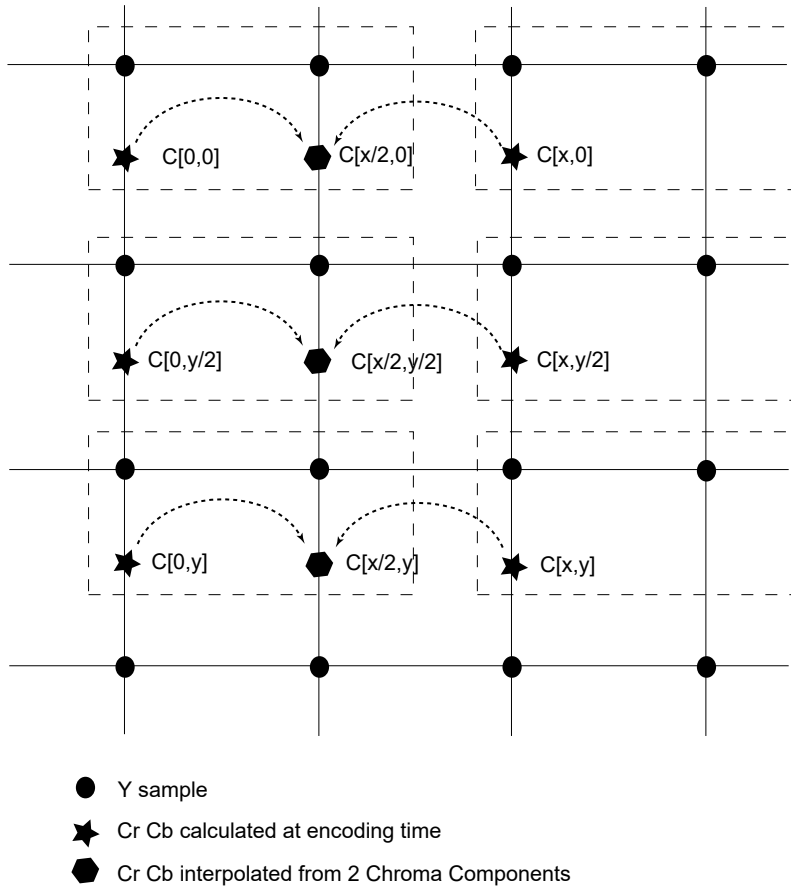 C[0,0] C[x/2,0] C[x,0]
C[0,y/2] C[x/2,y/2] C[x,y/2]
C[0,y] C[x/2,y] C[x,y]
Y sample
Cr Cb calculated at encoding time
Cr Cb interpolated from 2 Chroma Components